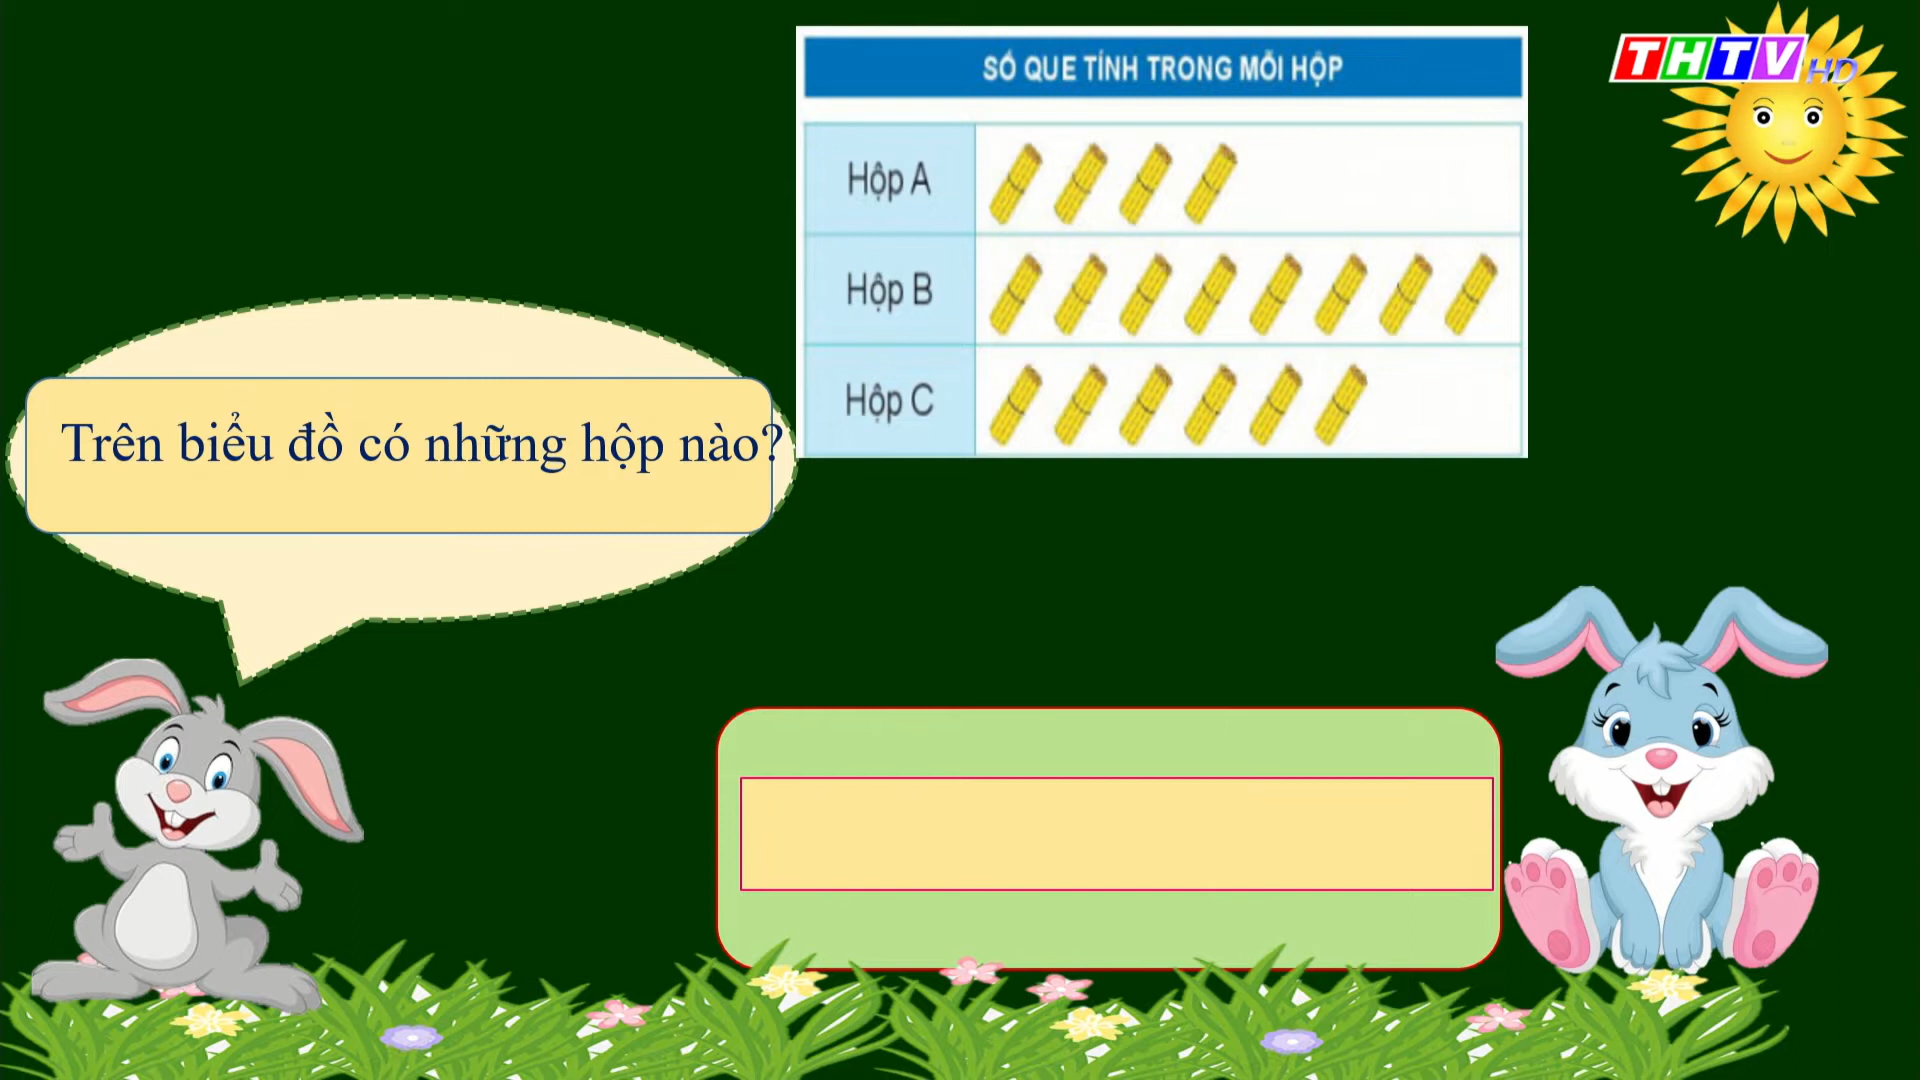 SỐ QUE TÍNH TRONG MỖI HỘP
THTV HD
Hộp A
Hộp B
Hộp C
Trên biểu đồ có những hộp nào?